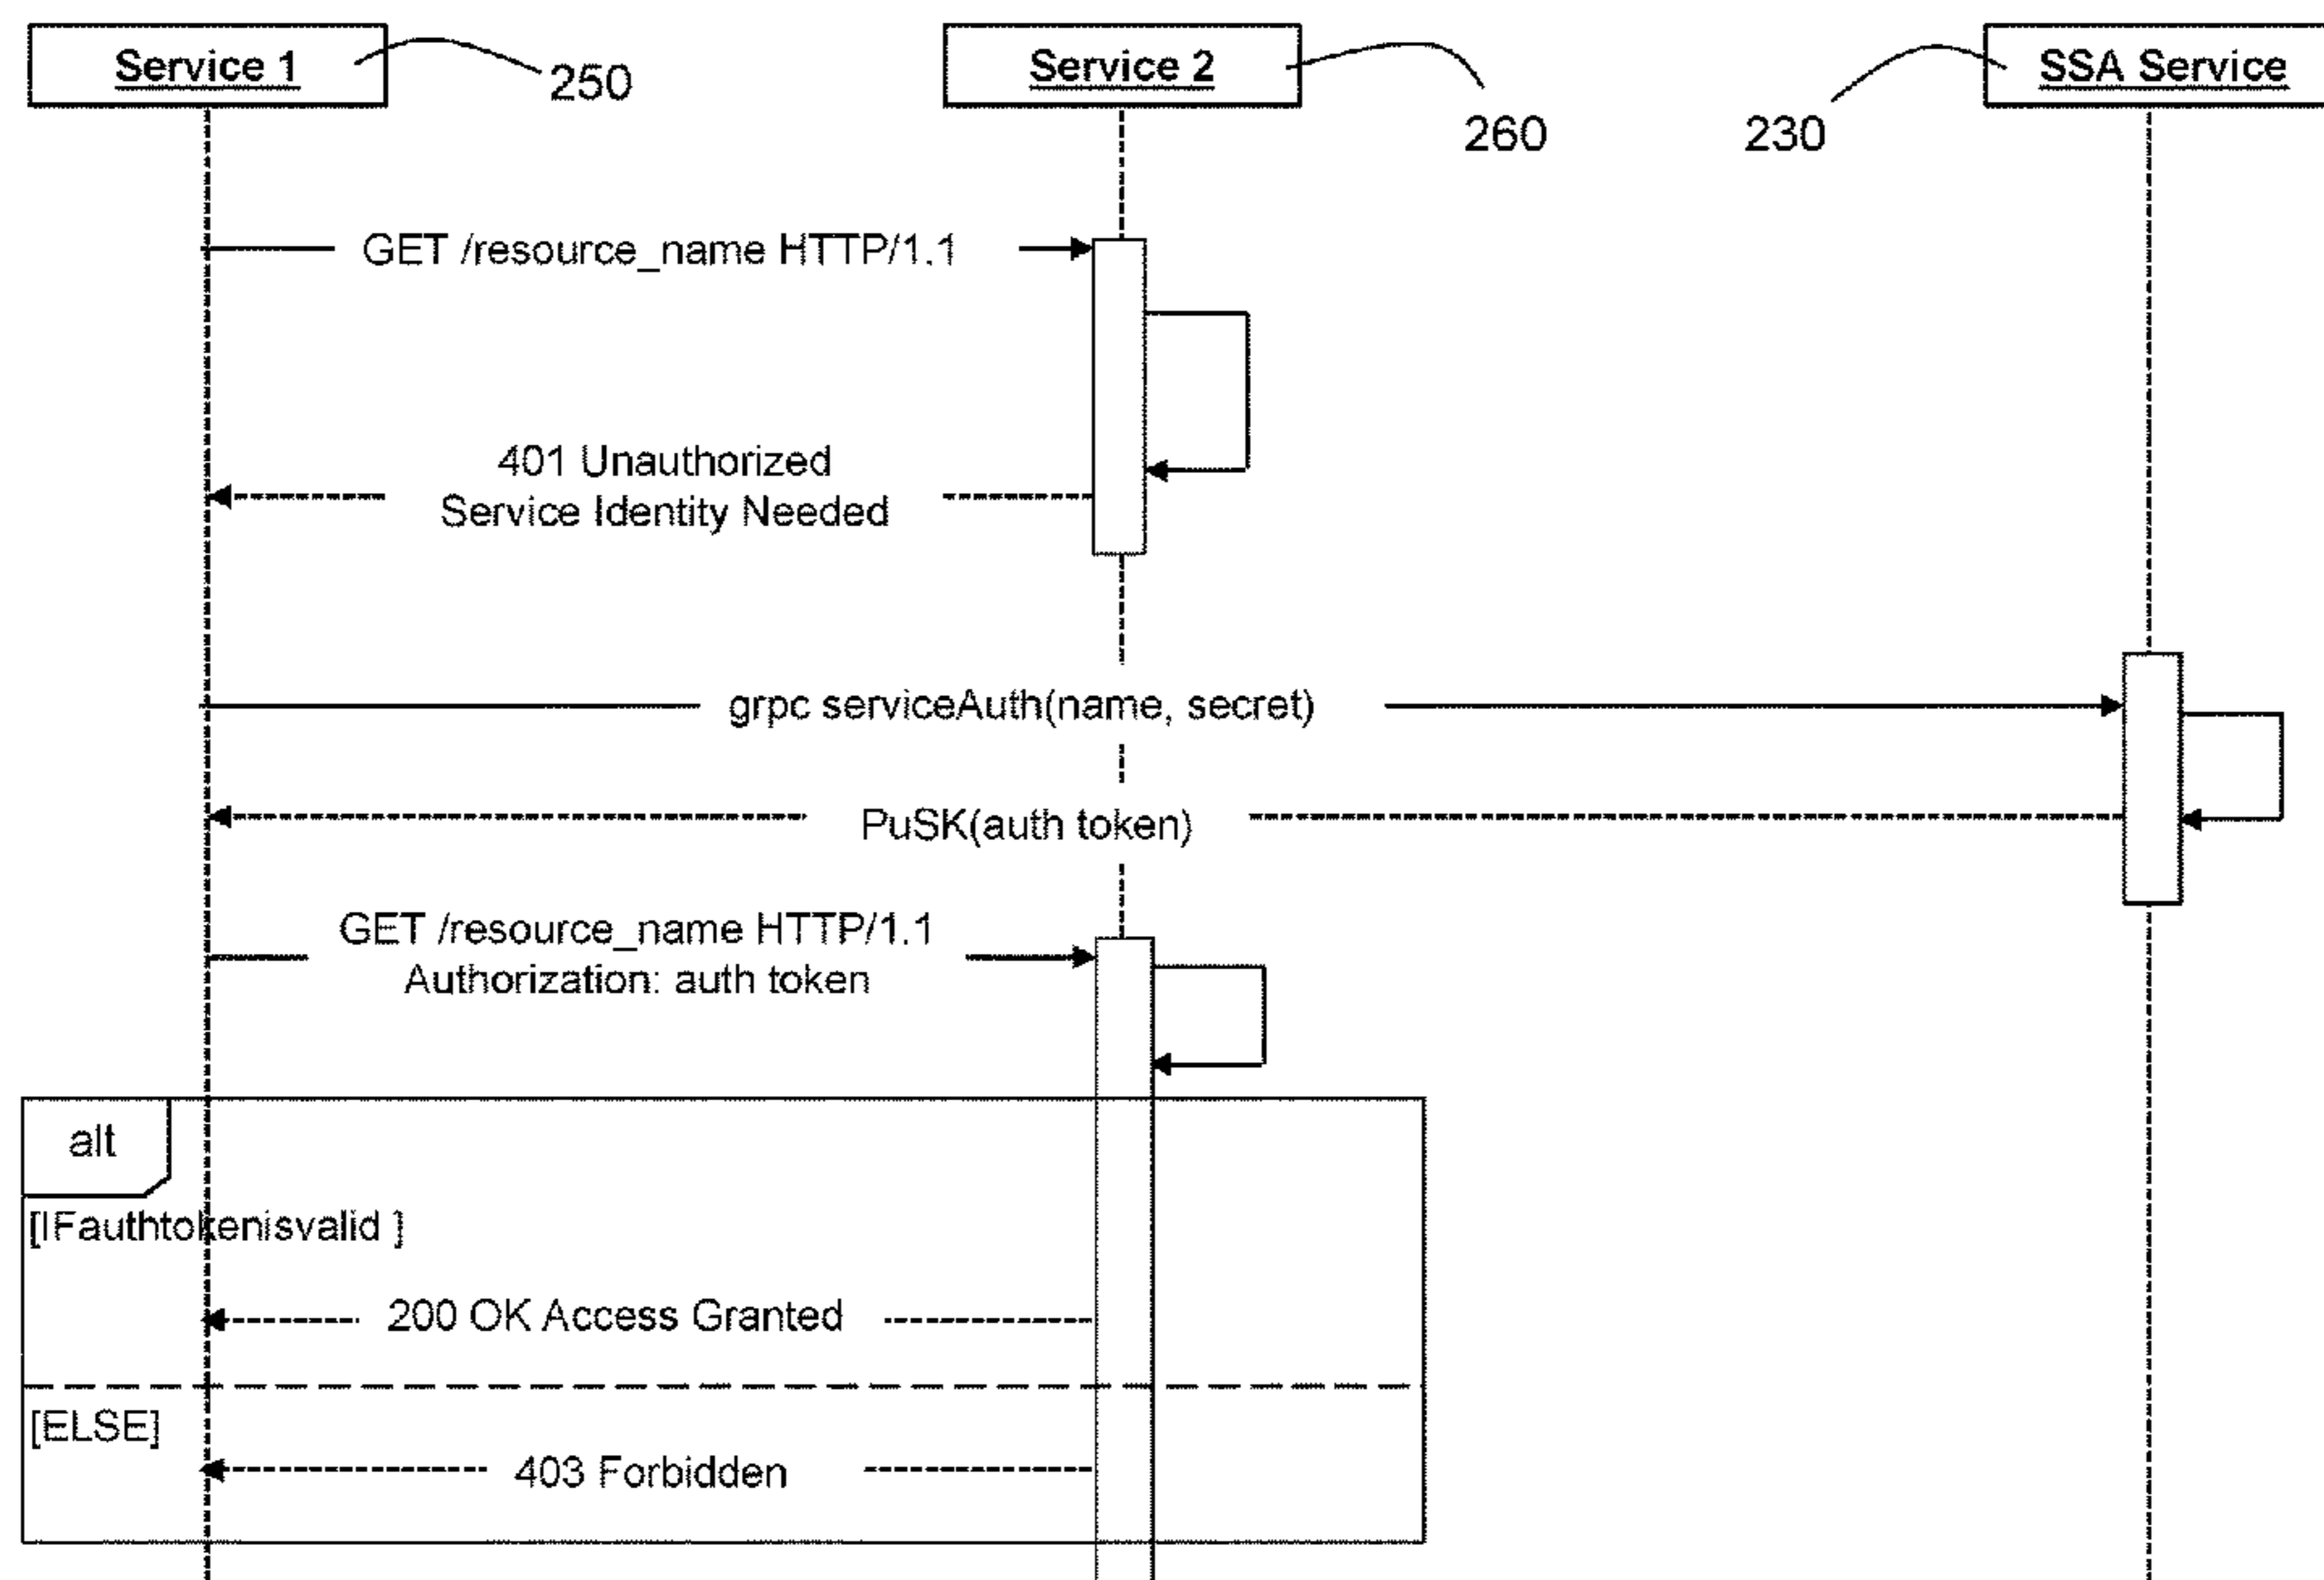 Service 1
250
Service 2
260
230
SSA Service
GET /resource_name HTTP/1.1
401 Unauthorized
Service Identity Needed
grpc serviceAuth(name, secret)
PuSK(auth token)
GET /resource_name HTTP/1.1
Authorization: auth token
alt
[IFauthtokenisvalid ]
200 OK Access Granted
[ELSE]
403 Forbidden